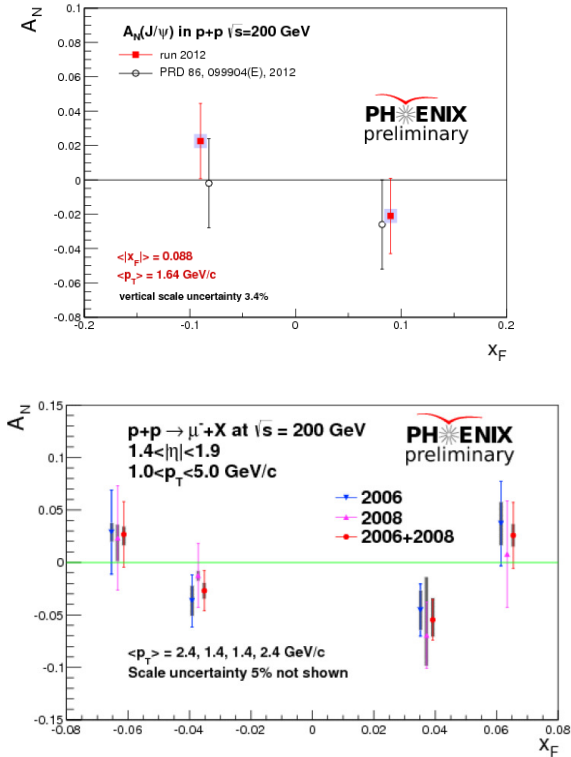 A_N
0.1
A_N(J/ψ) in p+p √s=200 GeV
run 2012
PRD 86, 099904(E), 2012
0.08
0.06
0.04
0.02
0
-0.02
-0.04
-0.06
-0.08
PHENIX
preliminary
<|x_F|> = 0.088
<p_T> = 1.64 GeV/c
vertical scale uncertainty 3.4%
-0.2 -0.1 0 0.1 0.2
x_F
A_N
0.15
p+p → μ⁻+X at √s = 200 GeV
1.4<|η|<1.9
1.0<p_T<5.0 GeV/c
PHENIX
preliminary
0.1
0.05
0
-0.05
-0.1
-0.15
2006
2008
2006+2008
<p_T> = 2.4, 1.4, 1.4, 2.4 GeV/c
Scale uncertainty 5% not shown
-0.08 -0.06 -0.04 -0.02 0 0.02 0.04 0.06 0.08
x_F